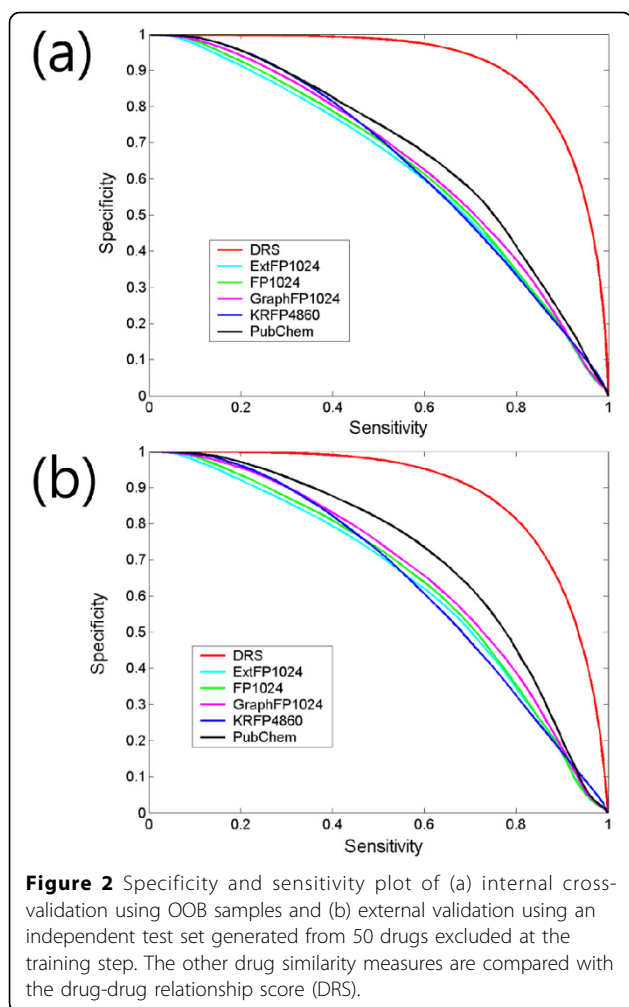 (a)
1
0.9
0.8
0.7
0.6
0.5
0.4
0.3
0.2
0.1
0
Specificity
DRS
ExtFP1024
FP1024
GraphFP1024
KRFP4860
PubChem
0 0.2 0.4 0.6 0.8 1
Sensitivity
(b)
1
0.9
0.8
0.7
0.6
0.5
0.4
0.3
0.2
0.1
0
Specificity
DRS
ExtFP1024
FP1024
GraphFP1024
KRFP4860
PubChem
0 0.2 0.4 0.6 0.8 1
Sensitivity
Figure 2 Specificity and sensitivity plot of (a) internal cross-
validation using OOB samples and (b) external validation using an
independent test set generated from 50 drugs excluded at the
training step. The other drug similarity measures are compared with
the drug-drug relationship score (DRS).